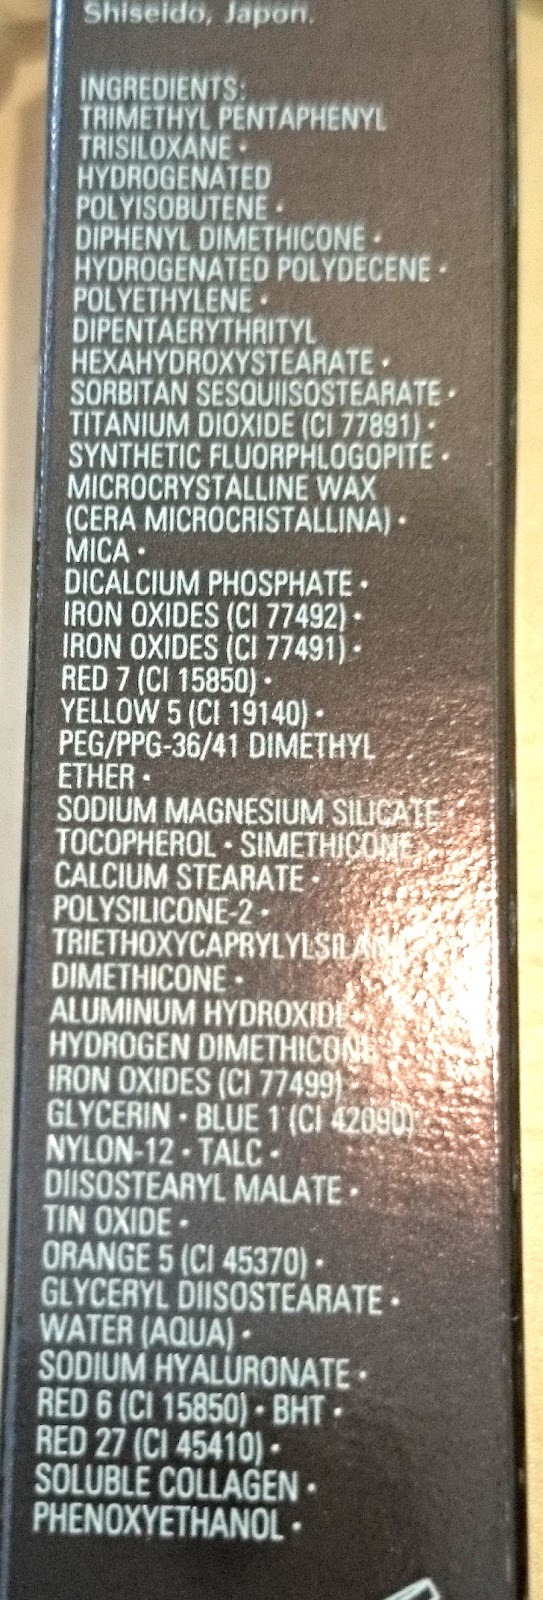 Shiseido, Japon.
INGREDIENTS:
TRIMETHYL PENTAPHENYL
TRISILOXANE •
HYDROGENATED
POLYISOBUTENE •
DIPHENYL DIMETHICONE •
HYDROGENATED POLYDECENE •
POLYETHYLENE •
DIPENTAERYTHRITYL
HEXAHYDROXYSTEARATE •
SORBITAN SESQUIISOSTEARATE •
TITANIUM DIOXIDE (CI 77891) •
SYNTHETIC FLUORPHLOGOPITE •
MICROCRYSTALLINE WAX
(CERA MICROCRISTALLINA) •
MICA •
DICALCIUM PHOSPHATE •
IRON OXIDES (CI 77492) •
IRON OXIDES (CI 77491) •
RED 7 (CI 15850) •
YELLOW 5 (CI 19140) •
PEG/PPG-36/41 DIMETHYL
ETHER •
SODIUM MAGNESIUM SILICATE •
TOCOPHEROL • SIMETHICONE •
CALCIUM STEARATE •
POLYSILICONE-2 •
DIMETHICONE •
ALUMINUM HYDROXIDE •
HYDROGEN DIMETHICONE •
IRON OXIDES (CI 77499) •
GLYCERIN • BLUE 1 (CI 42090) •
NYLON-12 • TALC •
DIISOSTEARYL MALATE •
TIN OXIDE •
ORANGE 5 (CI 45370) •
GLYCERYL DIISOSTEARATE •
WATER (AQUA) •
SODIUM HYALURONATE •
RED 6 (CI 15850) • BHT •
RED 27 (CI 45410) •
SOLUBLE COLLAGEN •
PHENOXYETHANOL •